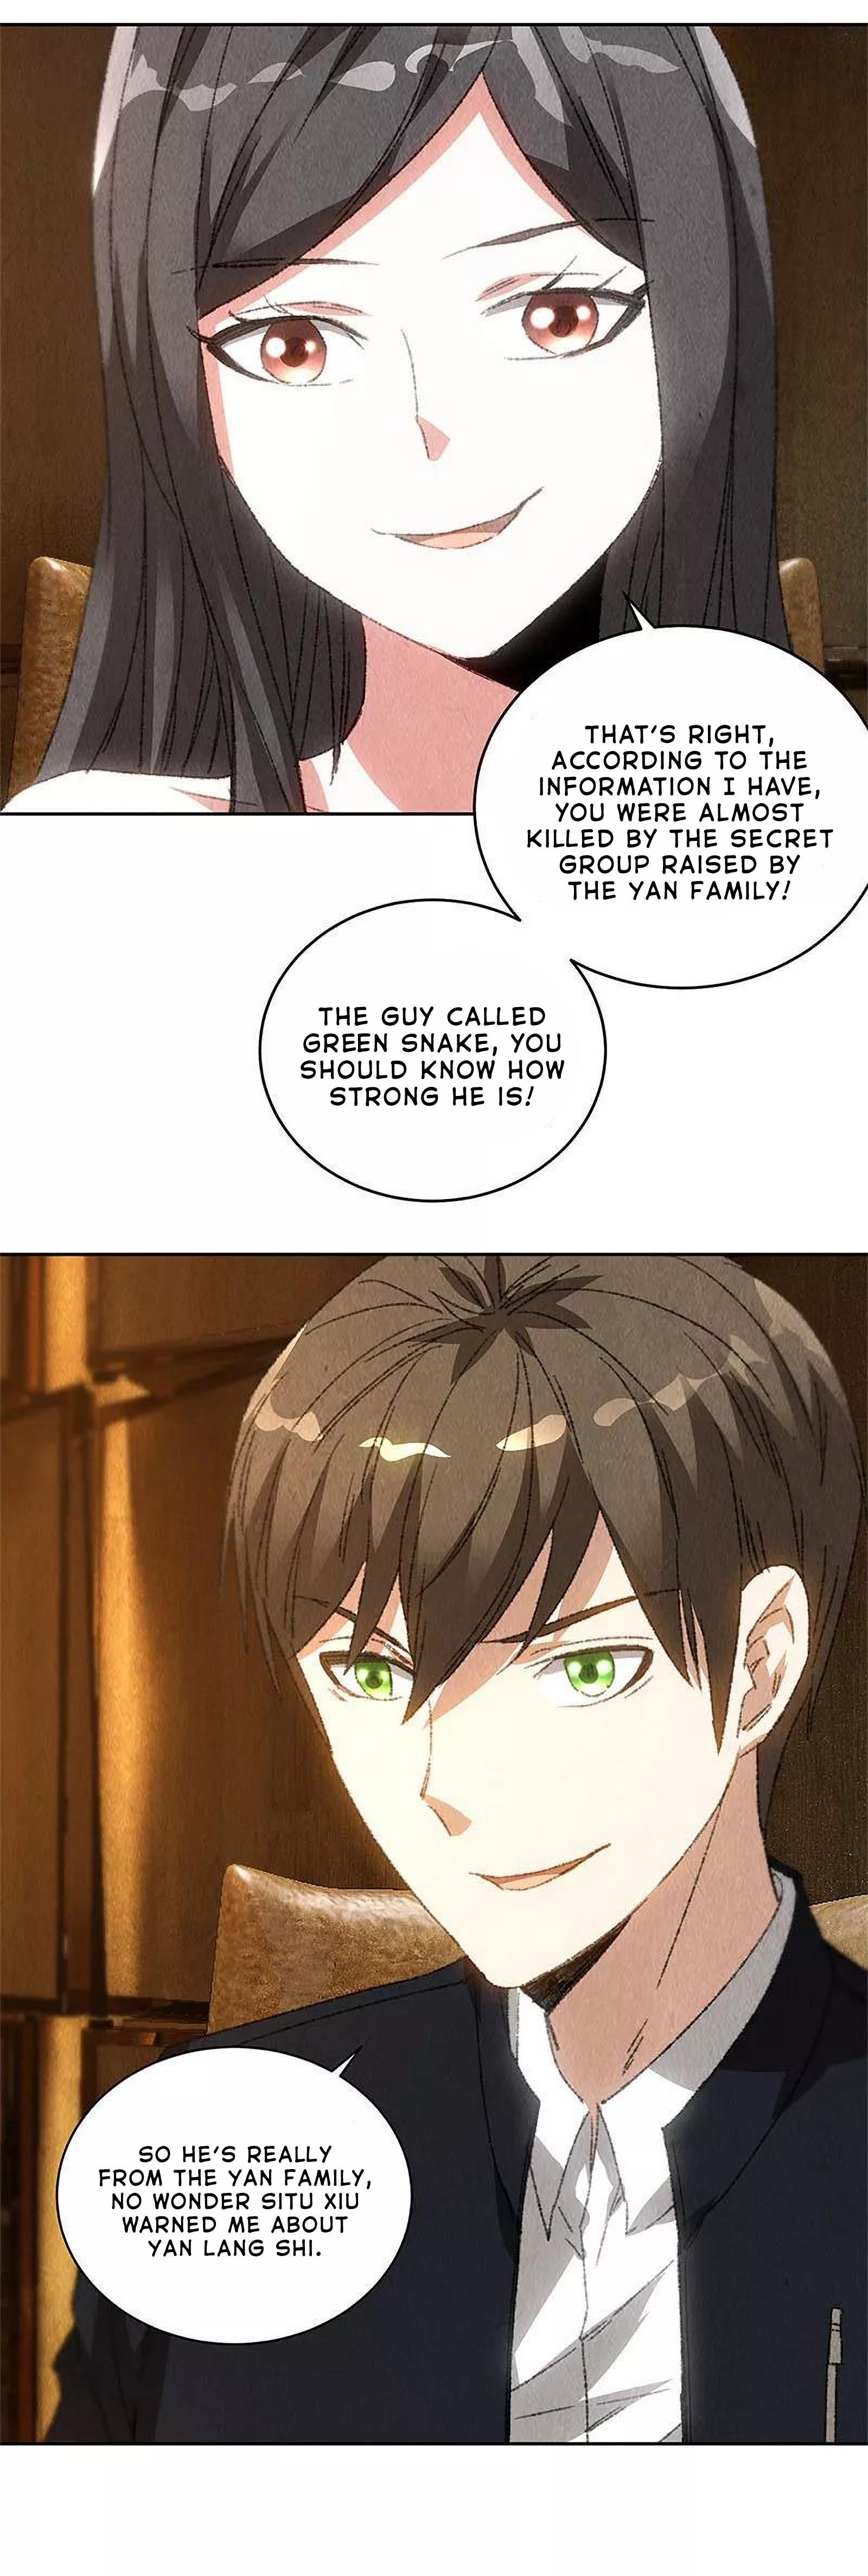 THAT'S RIGHT,
ACCORDING TO THE
INFORMATION I HAVE,
YOU WERE ALMOST
KILLED BY THE SECRET
GROUP RAISED BY
THE YAN FAMILY!
THE GUY CALLED
GREEN SNAKE, YOU
SHOULD KNOW HOW
STRONG HE IS!
SO HE'S REALLY
FROM THE YAN FAMILY,
NO WONDER SITU XIU
WARNED ME ABOUT
YAN LANG SHI.